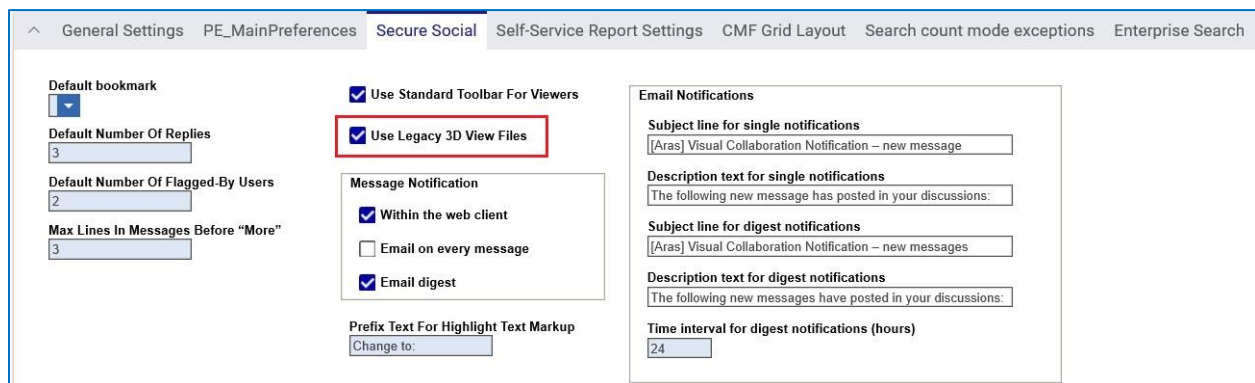 General Settings PE_MainPreferences Secure Social Self-Service Report Settings CMF Grid Layout Search count mode exceptions Enterprise Search
Default bookmark
Default Number Of Replies
3
Default Number Of Flagged-By Users
2
Max Lines In Messages Before “More”
3
Use Standard Toolbar For Viewers
Use Legacy 3D View Files
Message Notification
Within the web client
Email on every message
Email digest
Prefix Text For Highlight Text Markup
Change to:
Email Notifications
Subject line for single notifications
[Aras] Visual Collaboration Notification – new message
Description text for single notifications
The following new message has posted in your discussions:
Subject line for digest notifications
[Aras] Visual Collaboration Notification – new messages
Description text for digest notifications
The following new messages have posted in your discussions:
Time interval for digest notifications (hours)
24